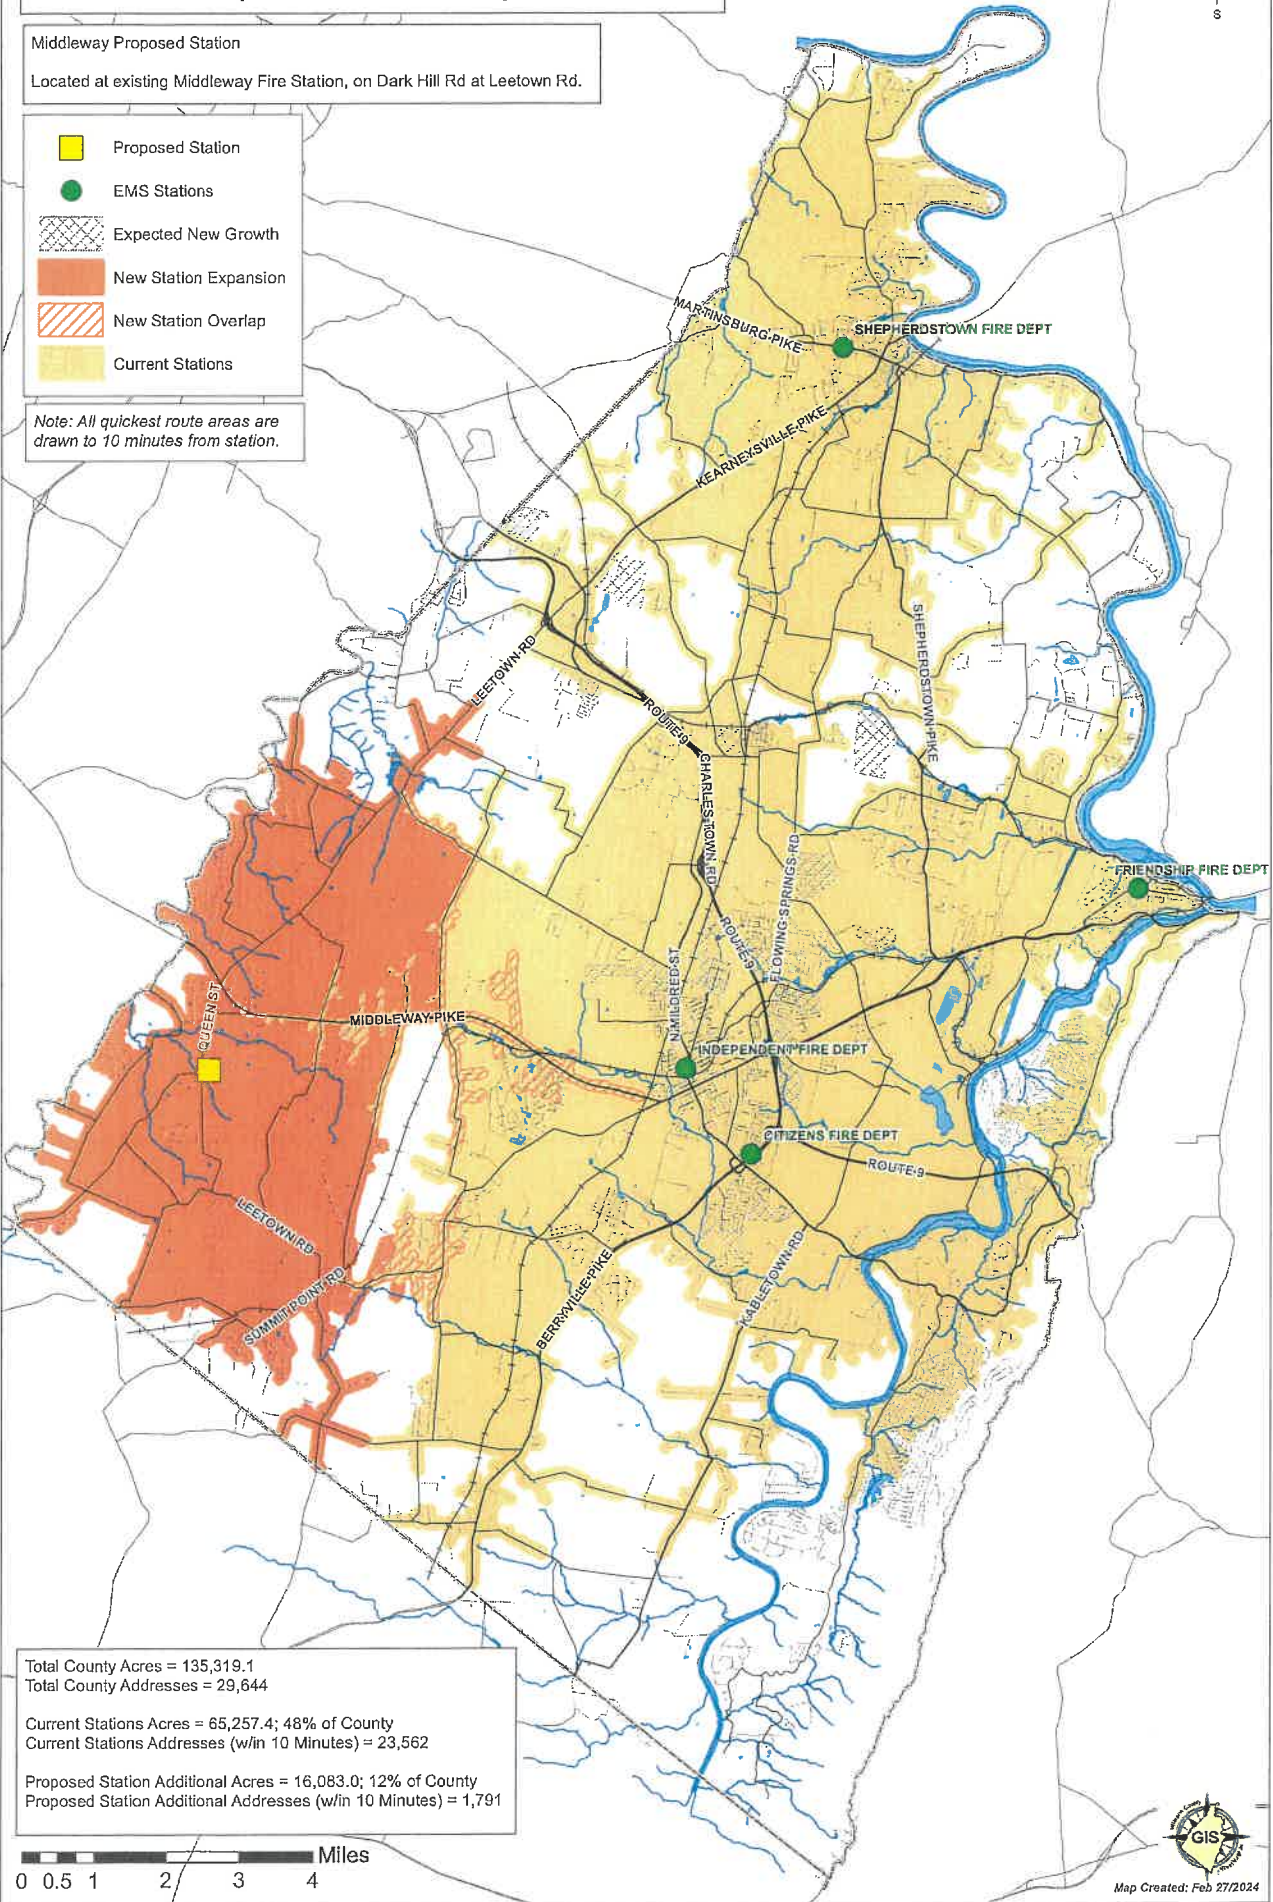 S
Middleway Proposed Station
Located at existing Middleway Fire Station, on Dark Hill Rd at Leetown Rd.
Proposed Station
EMS Stations
Expected New Growth
New Station Expansion
New Station Overlap
Current Stations
Note: All quickest route areas are
drawn to 10 minutes from station.
MARTINSBURG PIKE
SHEPHERDSTOWN FIRE DEPT
KEARNEYSVILLE PIKE
SHEPHERDSTOWN PIKE
LEETOWN RD
ROUTE 9
CHARLES TOWN RD
FLOWING SPRINGS RD
FRIENDSHIP FIRE DEPT
ROUTE 9
N MILDRED ST
QUEEN ST
MIDDLEWAY PIKE
INDEPENDENT FIRE DEPT
CITIZENS FIRE DEPT
ROUTE 9
LEETOWN RD
SUMMIT POINT RD
BERRYVILLE PIKE
KABLETOWN RD
Total County Acres = 135,319.1
Total County Addresses = 29,644
Current Stations Acres = 65,257.4; 48% of County
Current Stations Addresses (w/in 10 Minutes) = 23,562
Proposed Station Additional Acres = 16,083.0; 12% of County
Proposed Station Additional Addresses (w/in 10 Minutes) = 1,791
Miles
0 0.5 1 2 3 4
GIS
Map Created: Feb 27/2024